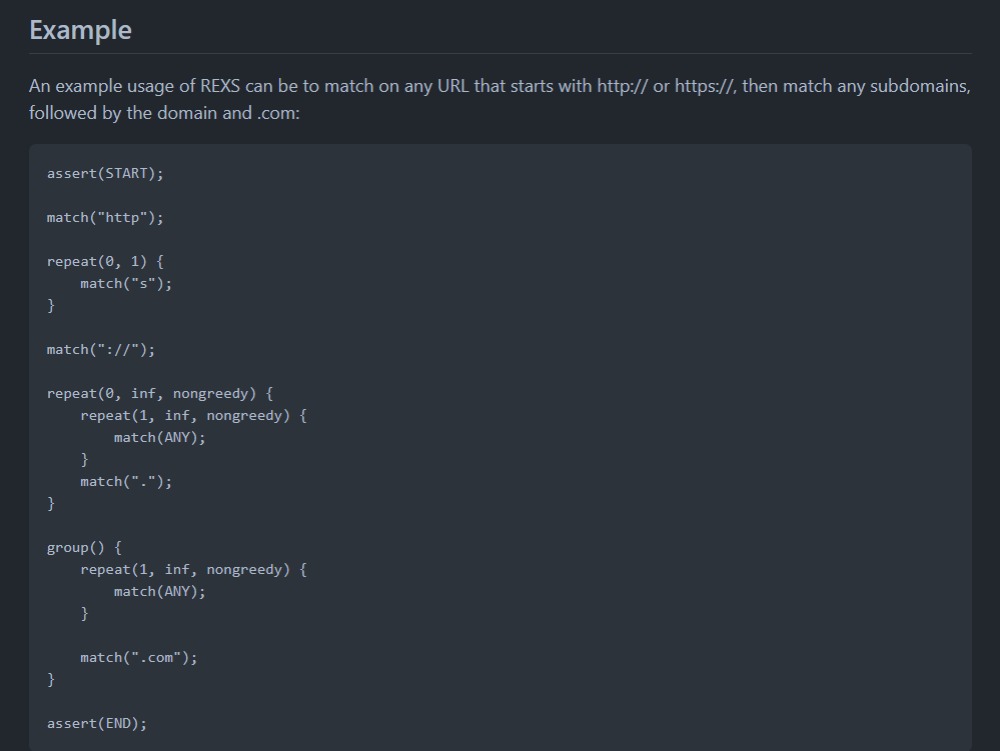 Example
An example usage of REXS can be to match on any URL that starts with http:// or https://, then match any subdomains,
followed by the domain and .com:
assert(START);
match("http");
repeat(0, 1) {
    match("s");
}
match("://");
repeat(0, inf, nongreedy) {
    repeat(1, inf, nongreedy) {
        match(ANY);
    }
    match(".");
}
group() {
    repeat(1, inf, nongreedy) {
        match(ANY);
    }
    match(".com");
}
assert(END);